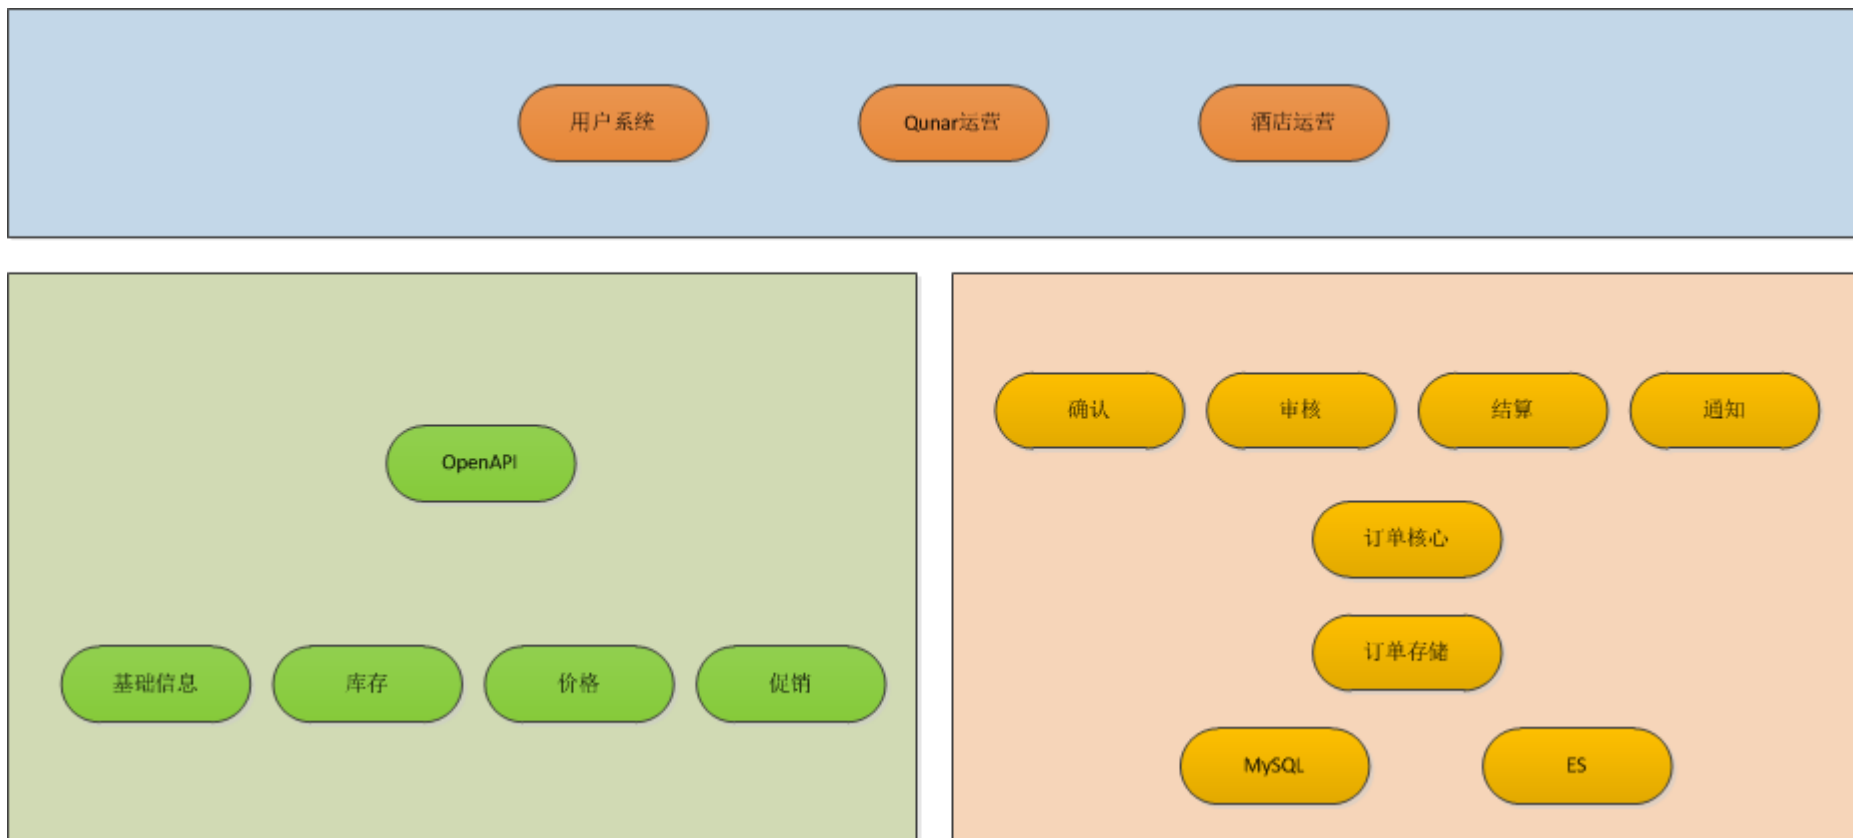 用户系统
Qunar运营
酒店运营
OpenAPI
基础信息
库存
价格
促销
确认
审核
结算
通知
订单核心
订单存储
MySQL
ES